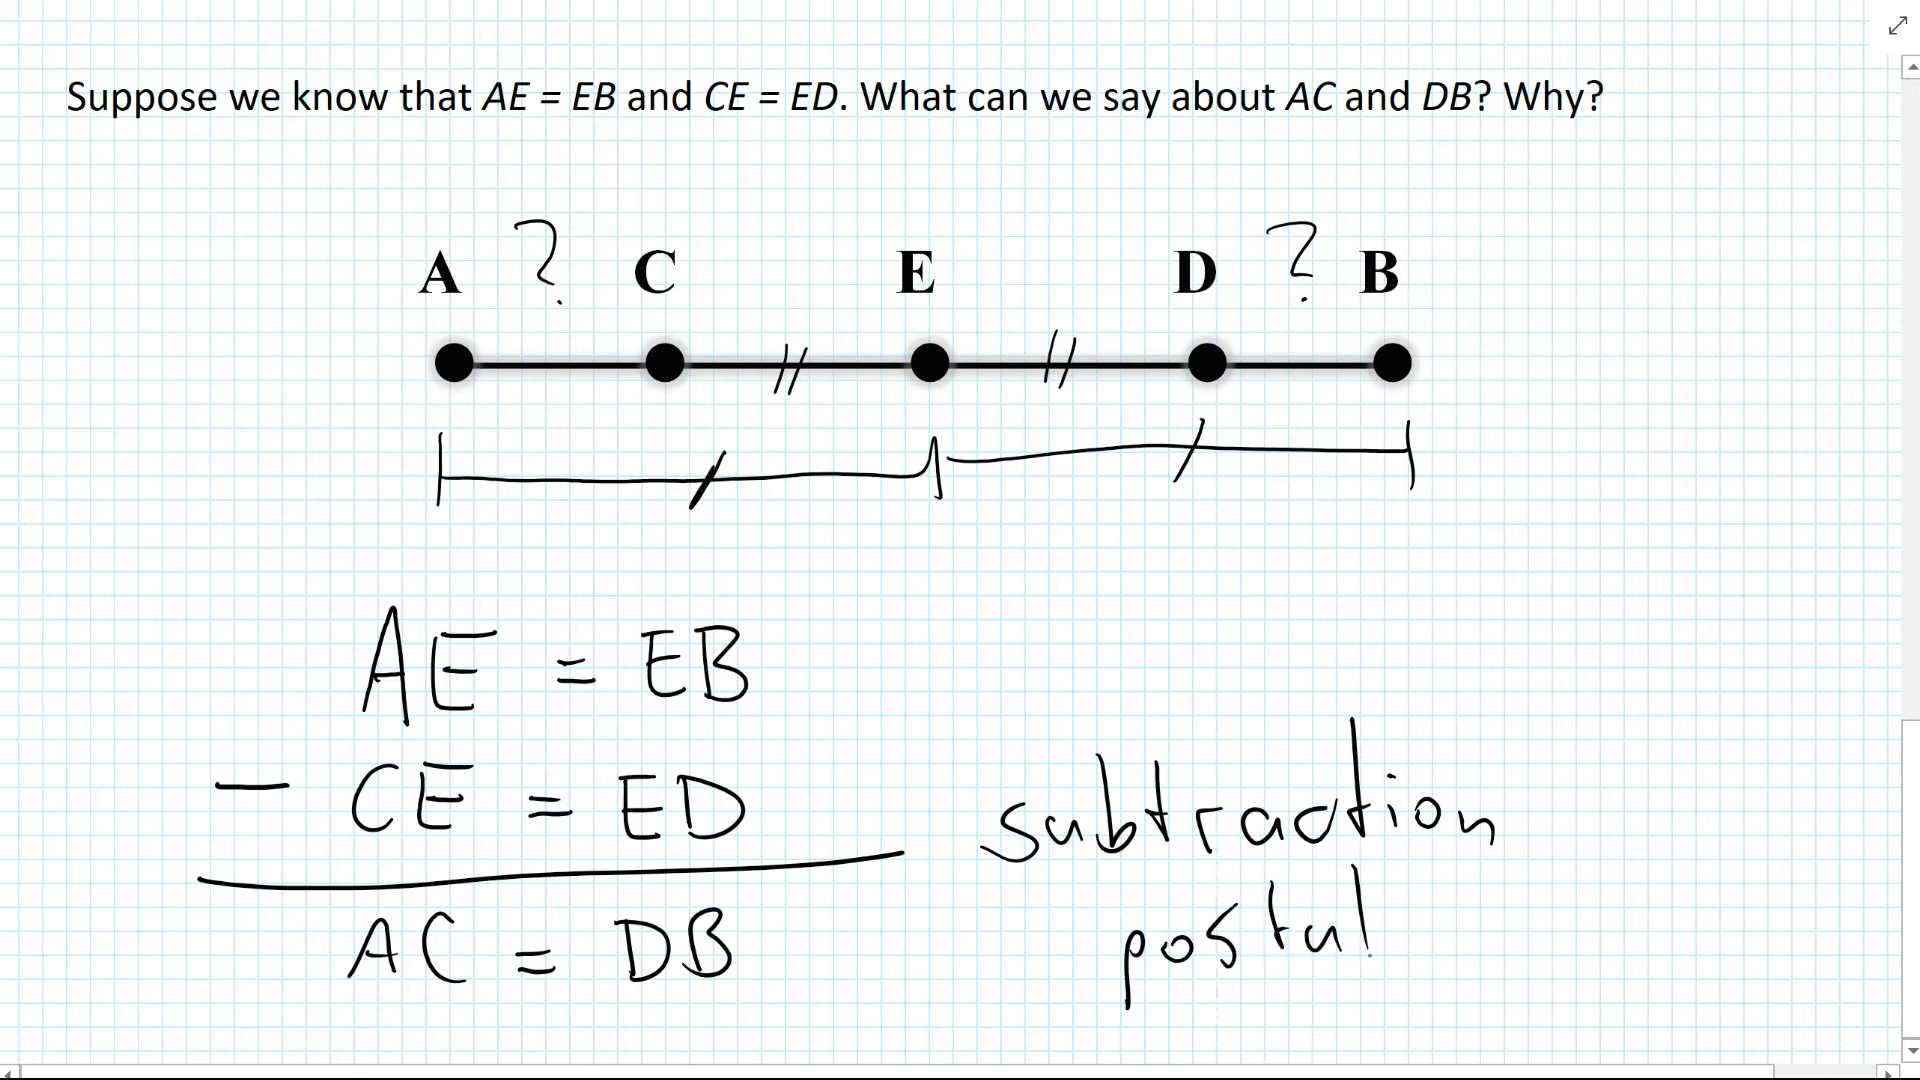 Suppose we know that AE = EB and CE = ED. What can we say about AC and DB? Why?
A ? C E D ? B
AE = EB
— CE = ED
subtraction
postul
AC = DB